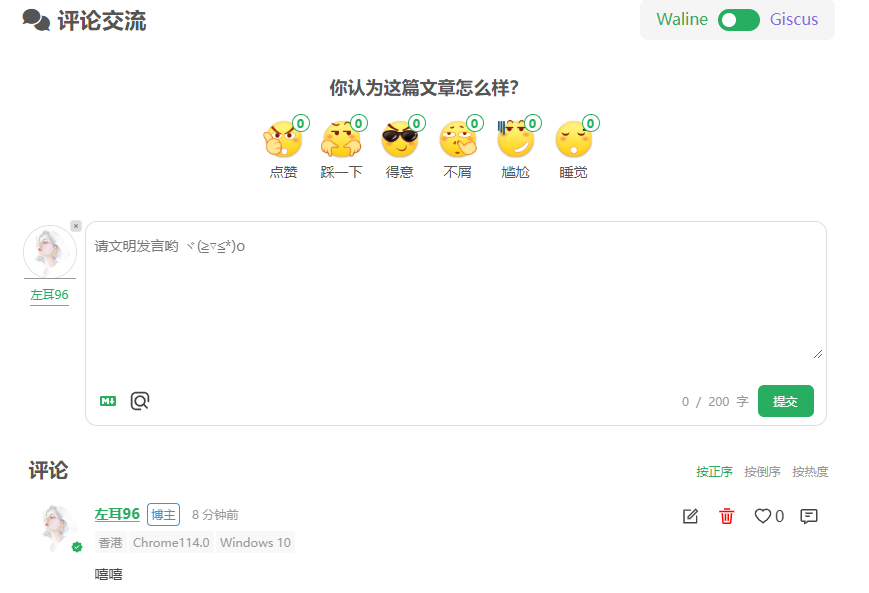 评论交流
Waline Giscus
你认为这篇文章怎么样?
0 0 0 0 0 0
点赞 踩一下 得意 不屑 尴尬 睡觉
请文明发言哟 ヾ(≧▽≦*)o
左耳96
M↓ 0 / 200 字 提交
评论 按正序 按倒序 按热度
左耳96 博主 8 分钟前 0
香港 Chrome114.0 Windows 10
嘻嘻